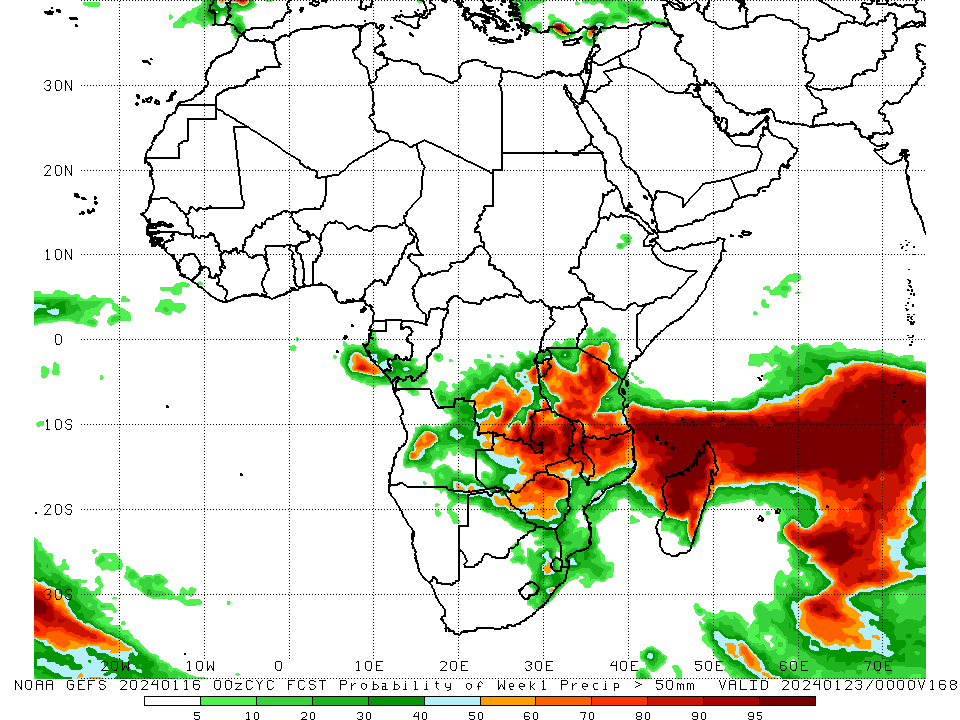 30N
20N
10N
0
10S
20S
30S
20W 10W 0 10E 20E 30E 40E 50E 60E 70E
NOAA GEFS 20240116 00zCYC FCST Probability of Week1 Precip > 50mm VALID 20240123/0000V168
5 10 20 30 40 50 60 70 80 90 95